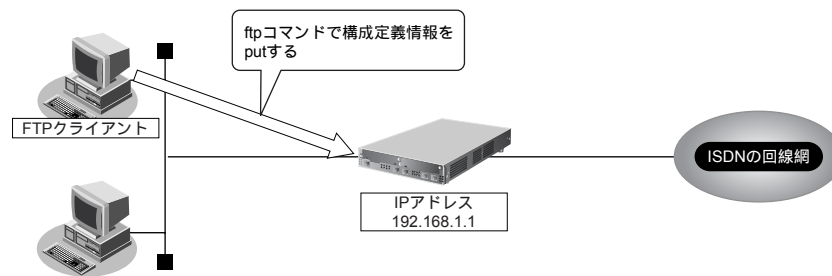 ftpコマンドで構成定義情報を
putする
FTPクライアント
ISDNの回線網
IPアドレス
192.168.1.1